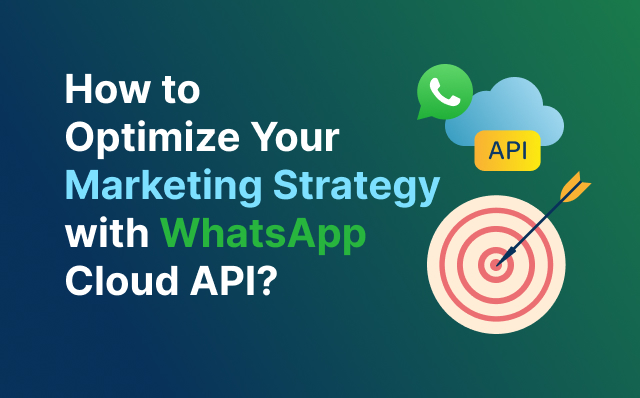 How to
Optimize Your
Marketing Strategy
with WhatsApp
Cloud API?
API